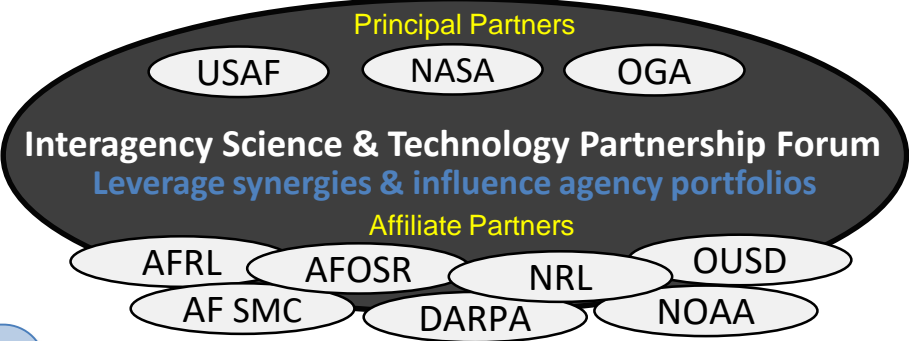 Principal Partners
USAF NASA OGA
Interagency Science & Technology Partnership Forum
Leverage synergies & influence agency portfolios
Affiliate Partners
AFRL AFOSR NRL OUSD
AF SMC DARPA NOAA